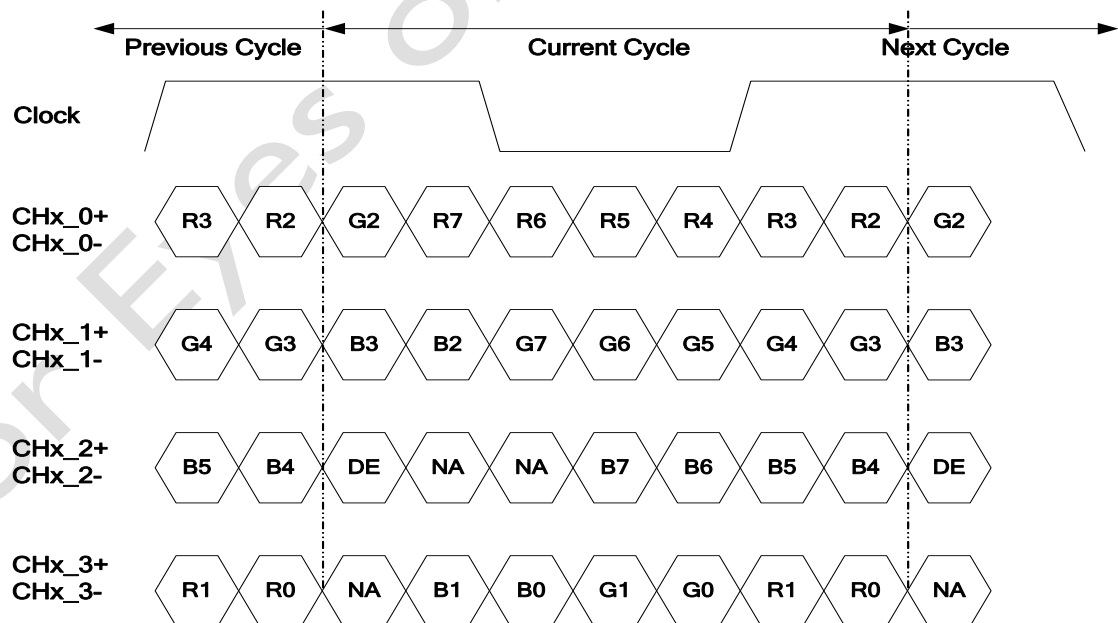 Previous Cycle Current Cycle Next Cycle
Clock
CHx_0+
CHx_0-
R3 R2 G2 R7 R6 R5 R4 R3 R2 G2
CHx_1+
CHx_1-
G4 G3 B3 B2 G7 G6 G5 G4 G3 B3
CHx_2+
CHx_2-
B5 B4 DE NA NA B7 B6 B5 B4 DE
CHx_3+
CHx_3-
R1 R0 NA B1 B0 G1 G0 R1 R0 NA
or Eyes O